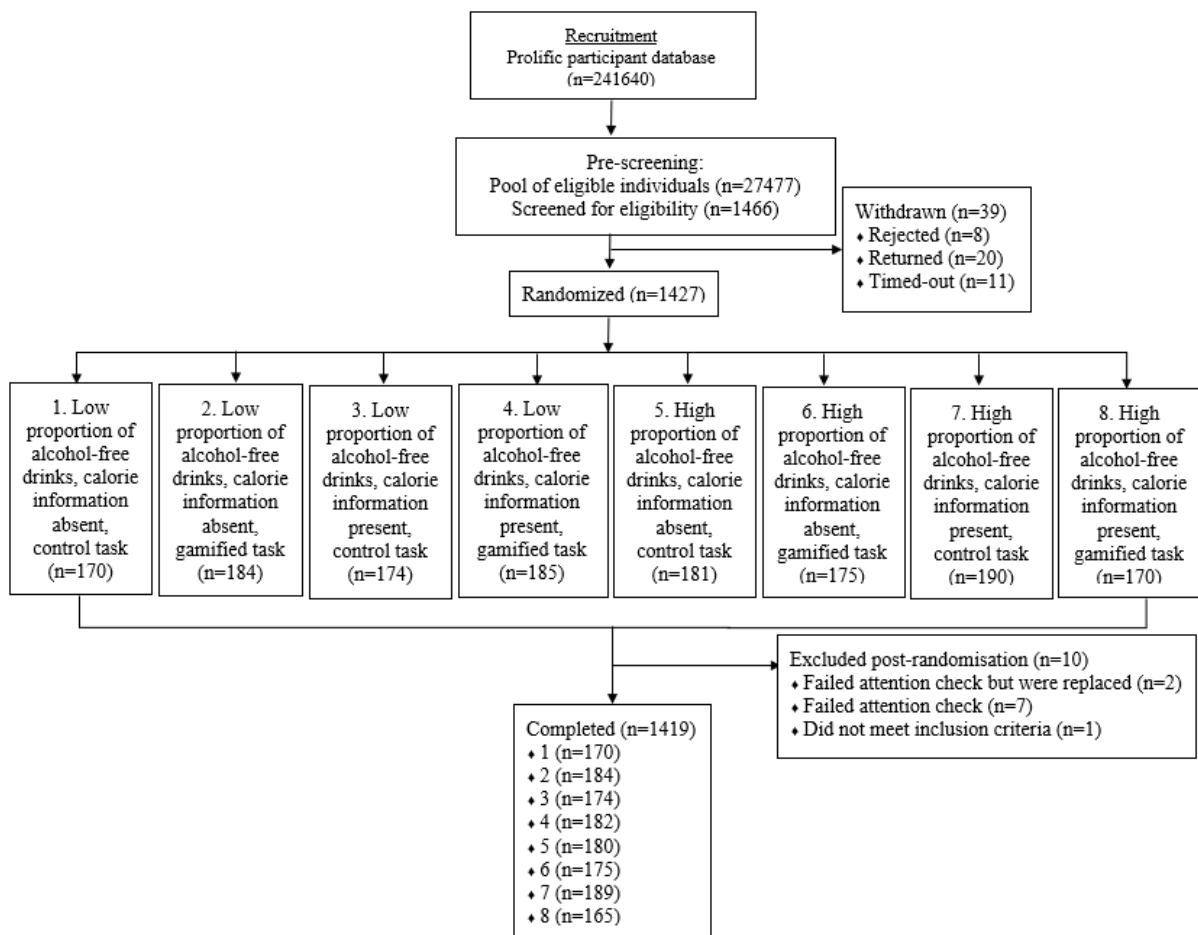 Recruitment
Prolific participant database
(n=241640)
Pre-screening:
Pool of eligible individuals (n=27477)
Screened for eligibility (n=1466)
Withdrawn (n=39)
♦ Rejected (n=8)
♦ Returned (n=20)
♦ Timed-out (n=11)
Randomized (n=1427)
1. Low
proportion of
alcohol-free
drinks, calorie
information
absent,
control task
(n=170)
2. Low
proportion of
alcohol-free
drinks, calorie
information
absent,
gamified task
(n=184)
3. Low
proportion of
alcohol-free
drinks, calorie
information
present,
control task
(n=174)
4. Low
proportion of
alcohol-free
drinks, calorie
information
present,
gamified task
(n=185)
5. High
proportion of
alcohol-free
drinks, calorie
information
absent,
control task
(n=181)
6. High
proportion of
alcohol-free
drinks, calorie
information
absent,
gamified task
(n=175)
7. High
proportion of
alcohol-free
drinks, calorie
information
present,
control task
(n=190)
8. High
proportion of
alcohol-free
drinks, calorie
information
present,
gamified task
(n=170)
Excluded post-randomisation (n=10)
♦ Failed attention check but were replaced (n=2)
♦ Failed attention check (n=7)
♦ Did not meet inclusion criteria (n=1)
Completed (n=1419)
♦ 1 (n=170)
♦ 2 (n=184)
♦ 3 (n=174)
♦ 4 (n=182)
♦ 5 (n=180)
♦ 6 (n=175)
♦ 7 (n=189)
♦ 8 (n=165)